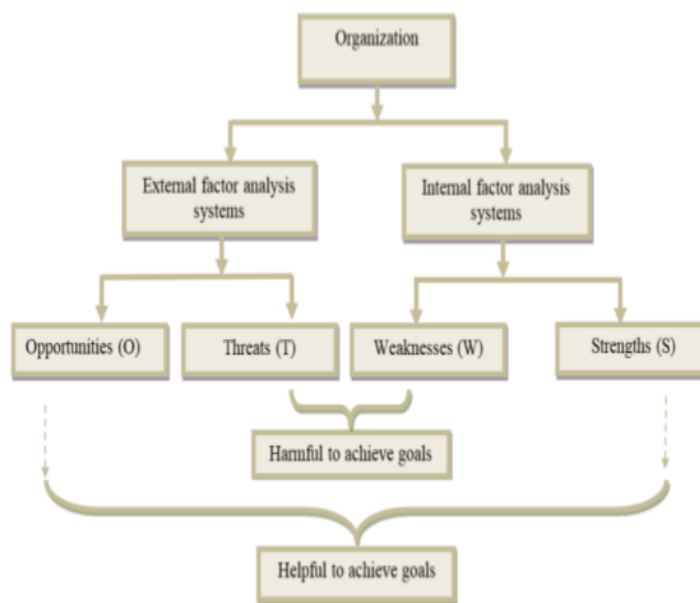 Organization
External factor analysis
systems
Internal factor analysis
systems
Opportunities (O)
Threats (T)
Weaknesses (W)
Strengths (S)
Harmful to achieve goals
Helpful to achieve goals